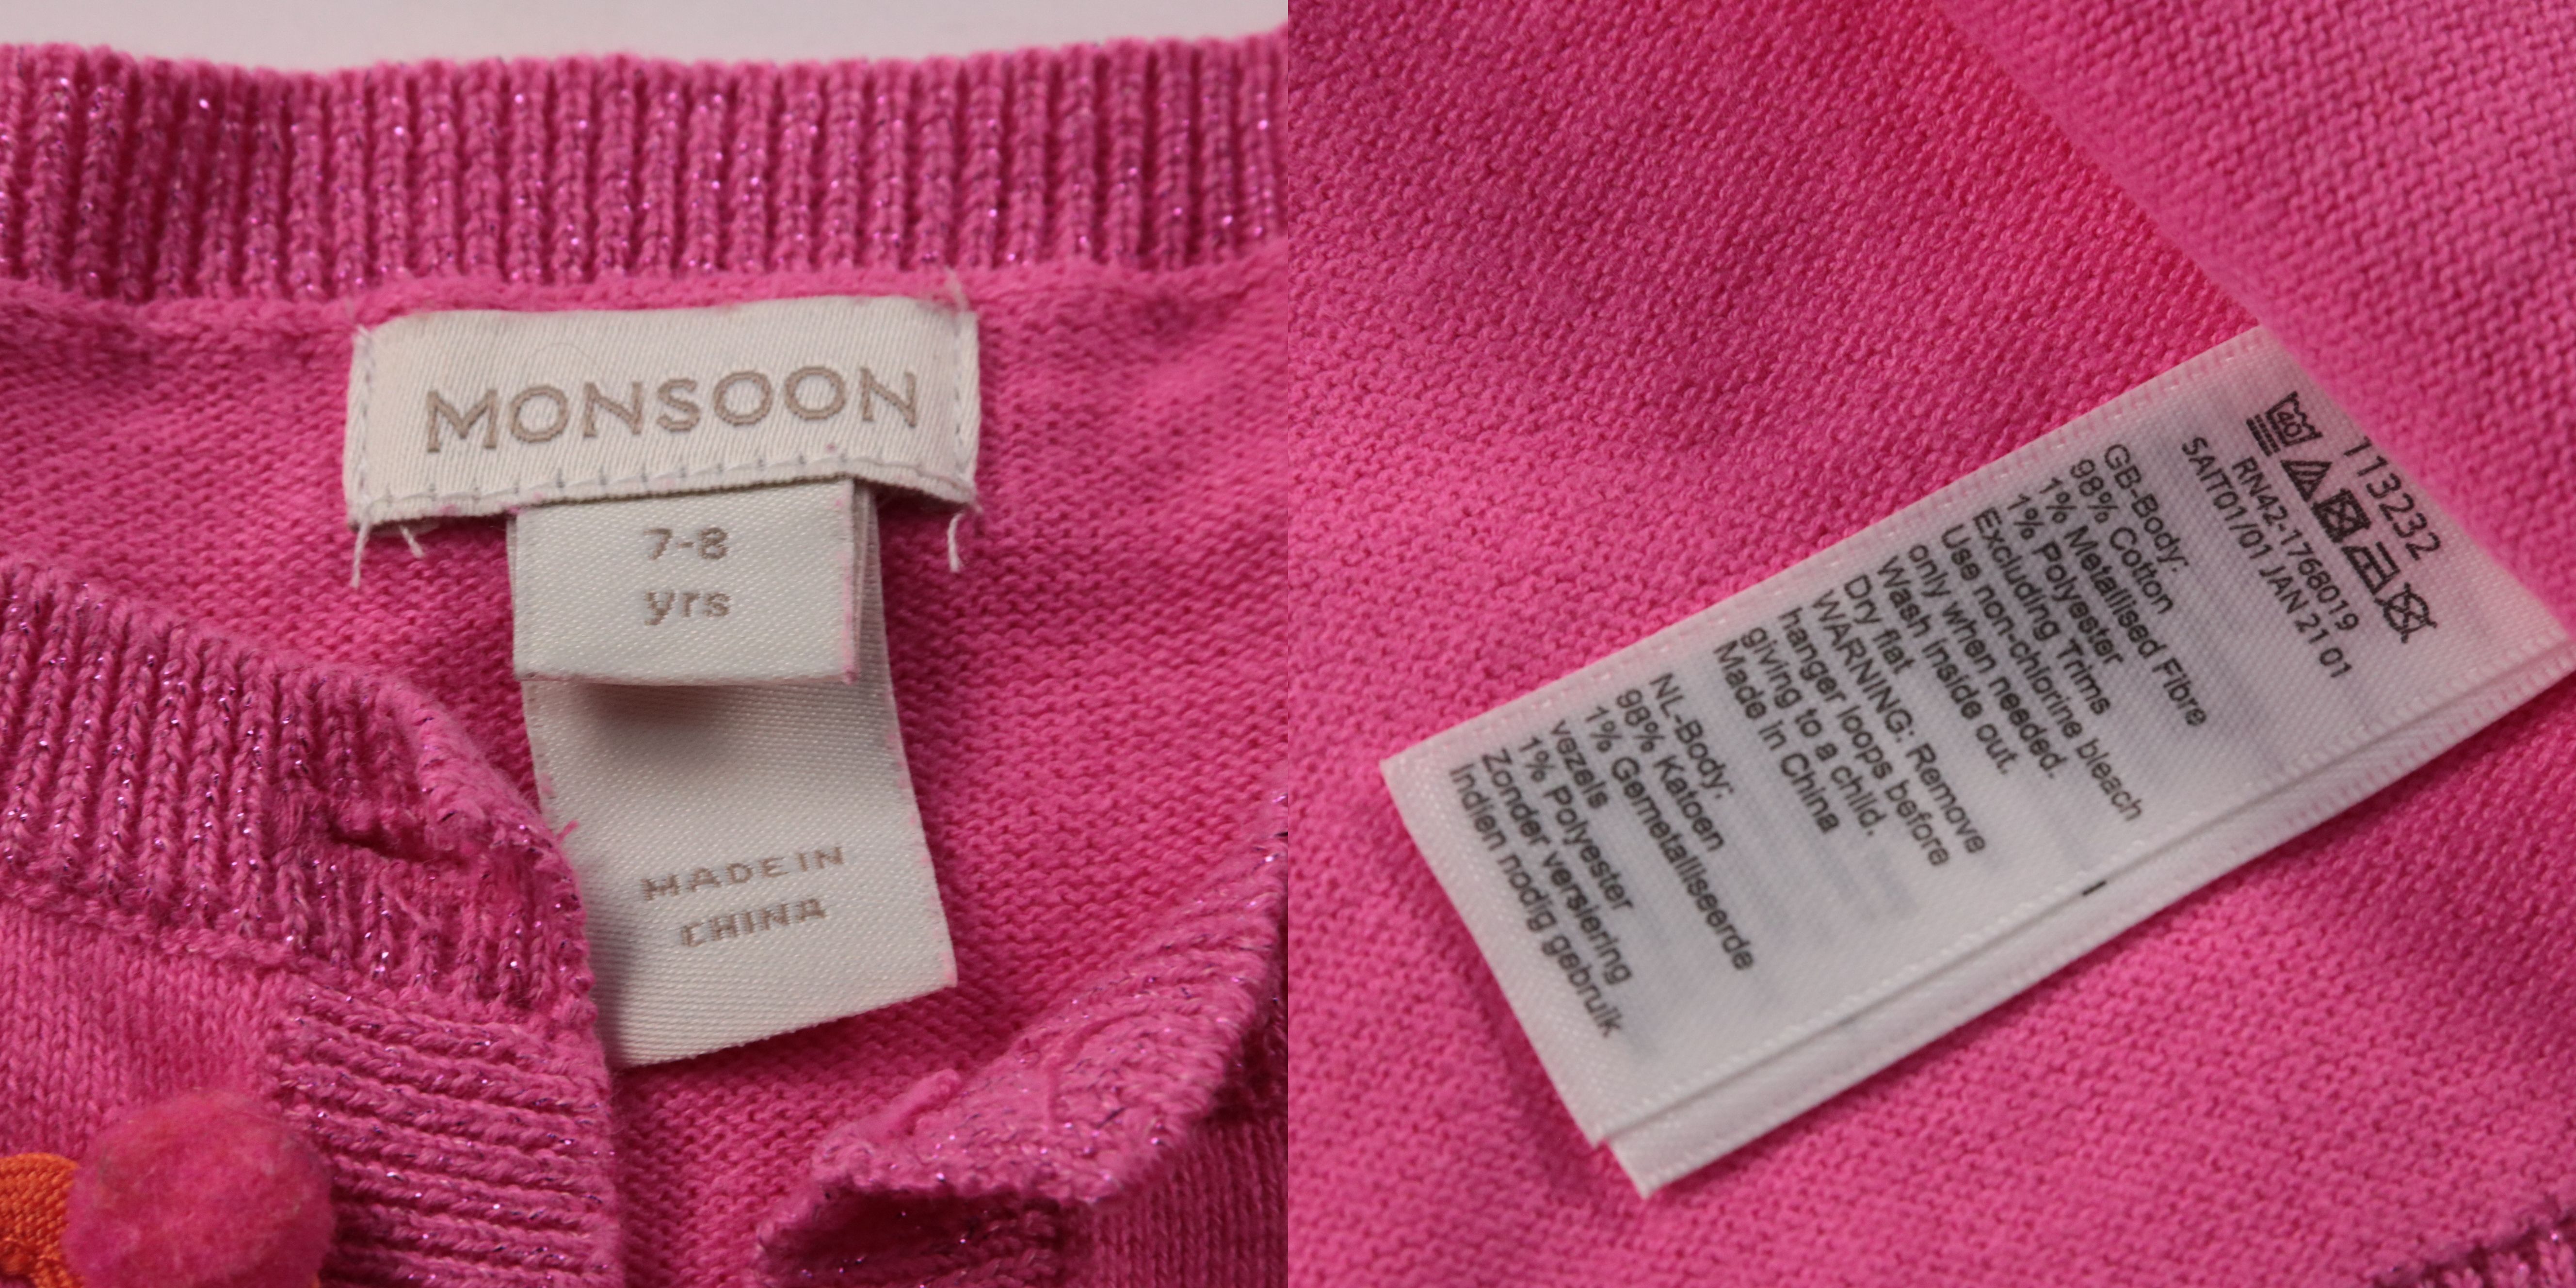 MONSOON
7-8
yrs
MADE IN
CHINA
113232
40
RN42-1768019
SAIT01/01 JAN 21 01
GB-Body:
98% Cotton
1% Metallised Fibre
1% Polyester
Excluding Trims
Use non-chlorine bleach
only when needed.
Wash inside out.
Dry flat
WARNING: Remove
hanger loops before
giving to a child.
Made in China
NL-Body:
98% Katoen
1% Gemetalliseerde
vezels
1% Polyester
Zonder versiering
Indien nodig gebruik